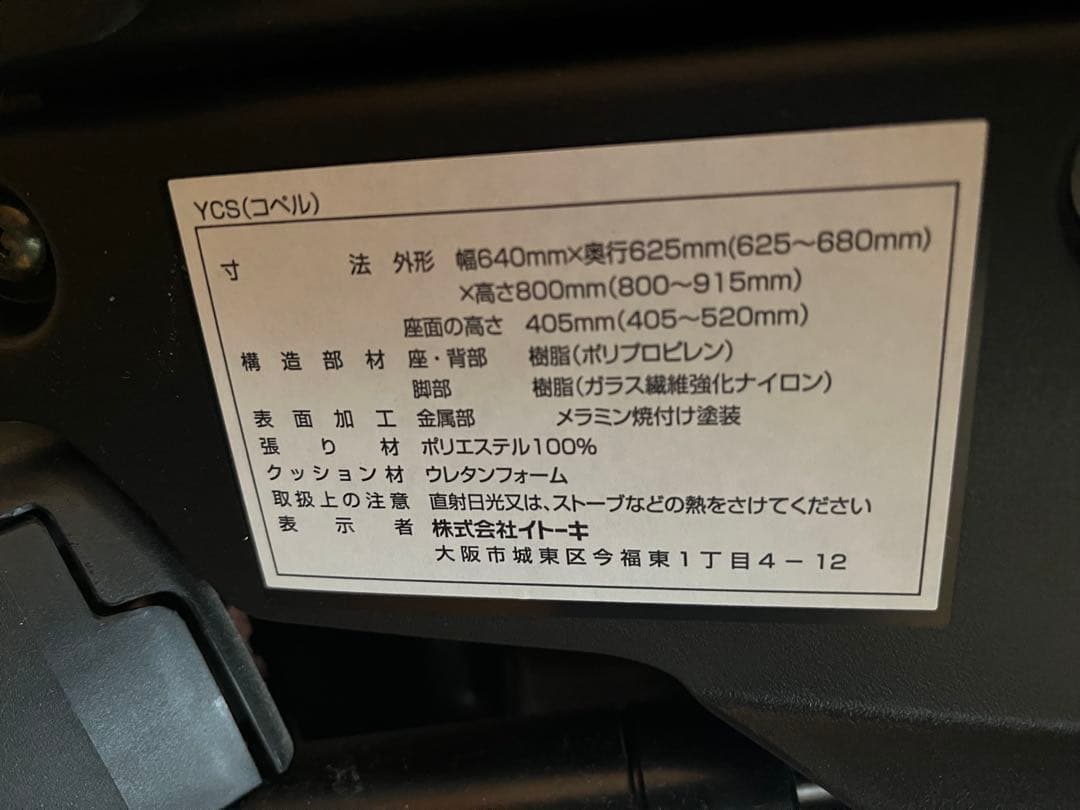 YCS(コペル)
寸法 外形 幅640mm×奥行625mm(625～680mm)
×高さ800mm(800～915mm)
座面の高さ 405mm(405～520mm)
構造部材 座・背部 樹脂(ポリプロピレン)
脚部 樹脂(ガラス繊維強化ナイロン)
表面加工 金属部 メラミン焼付け塗装
張り材 ポリエステル100%
クッション材 ウレタンフォーム
取扱上の注意 直射日光又は、ストーブなどの熱をさけてください
表示者 株式会社イトーキ
大阪市城東区今福東1丁目4－12